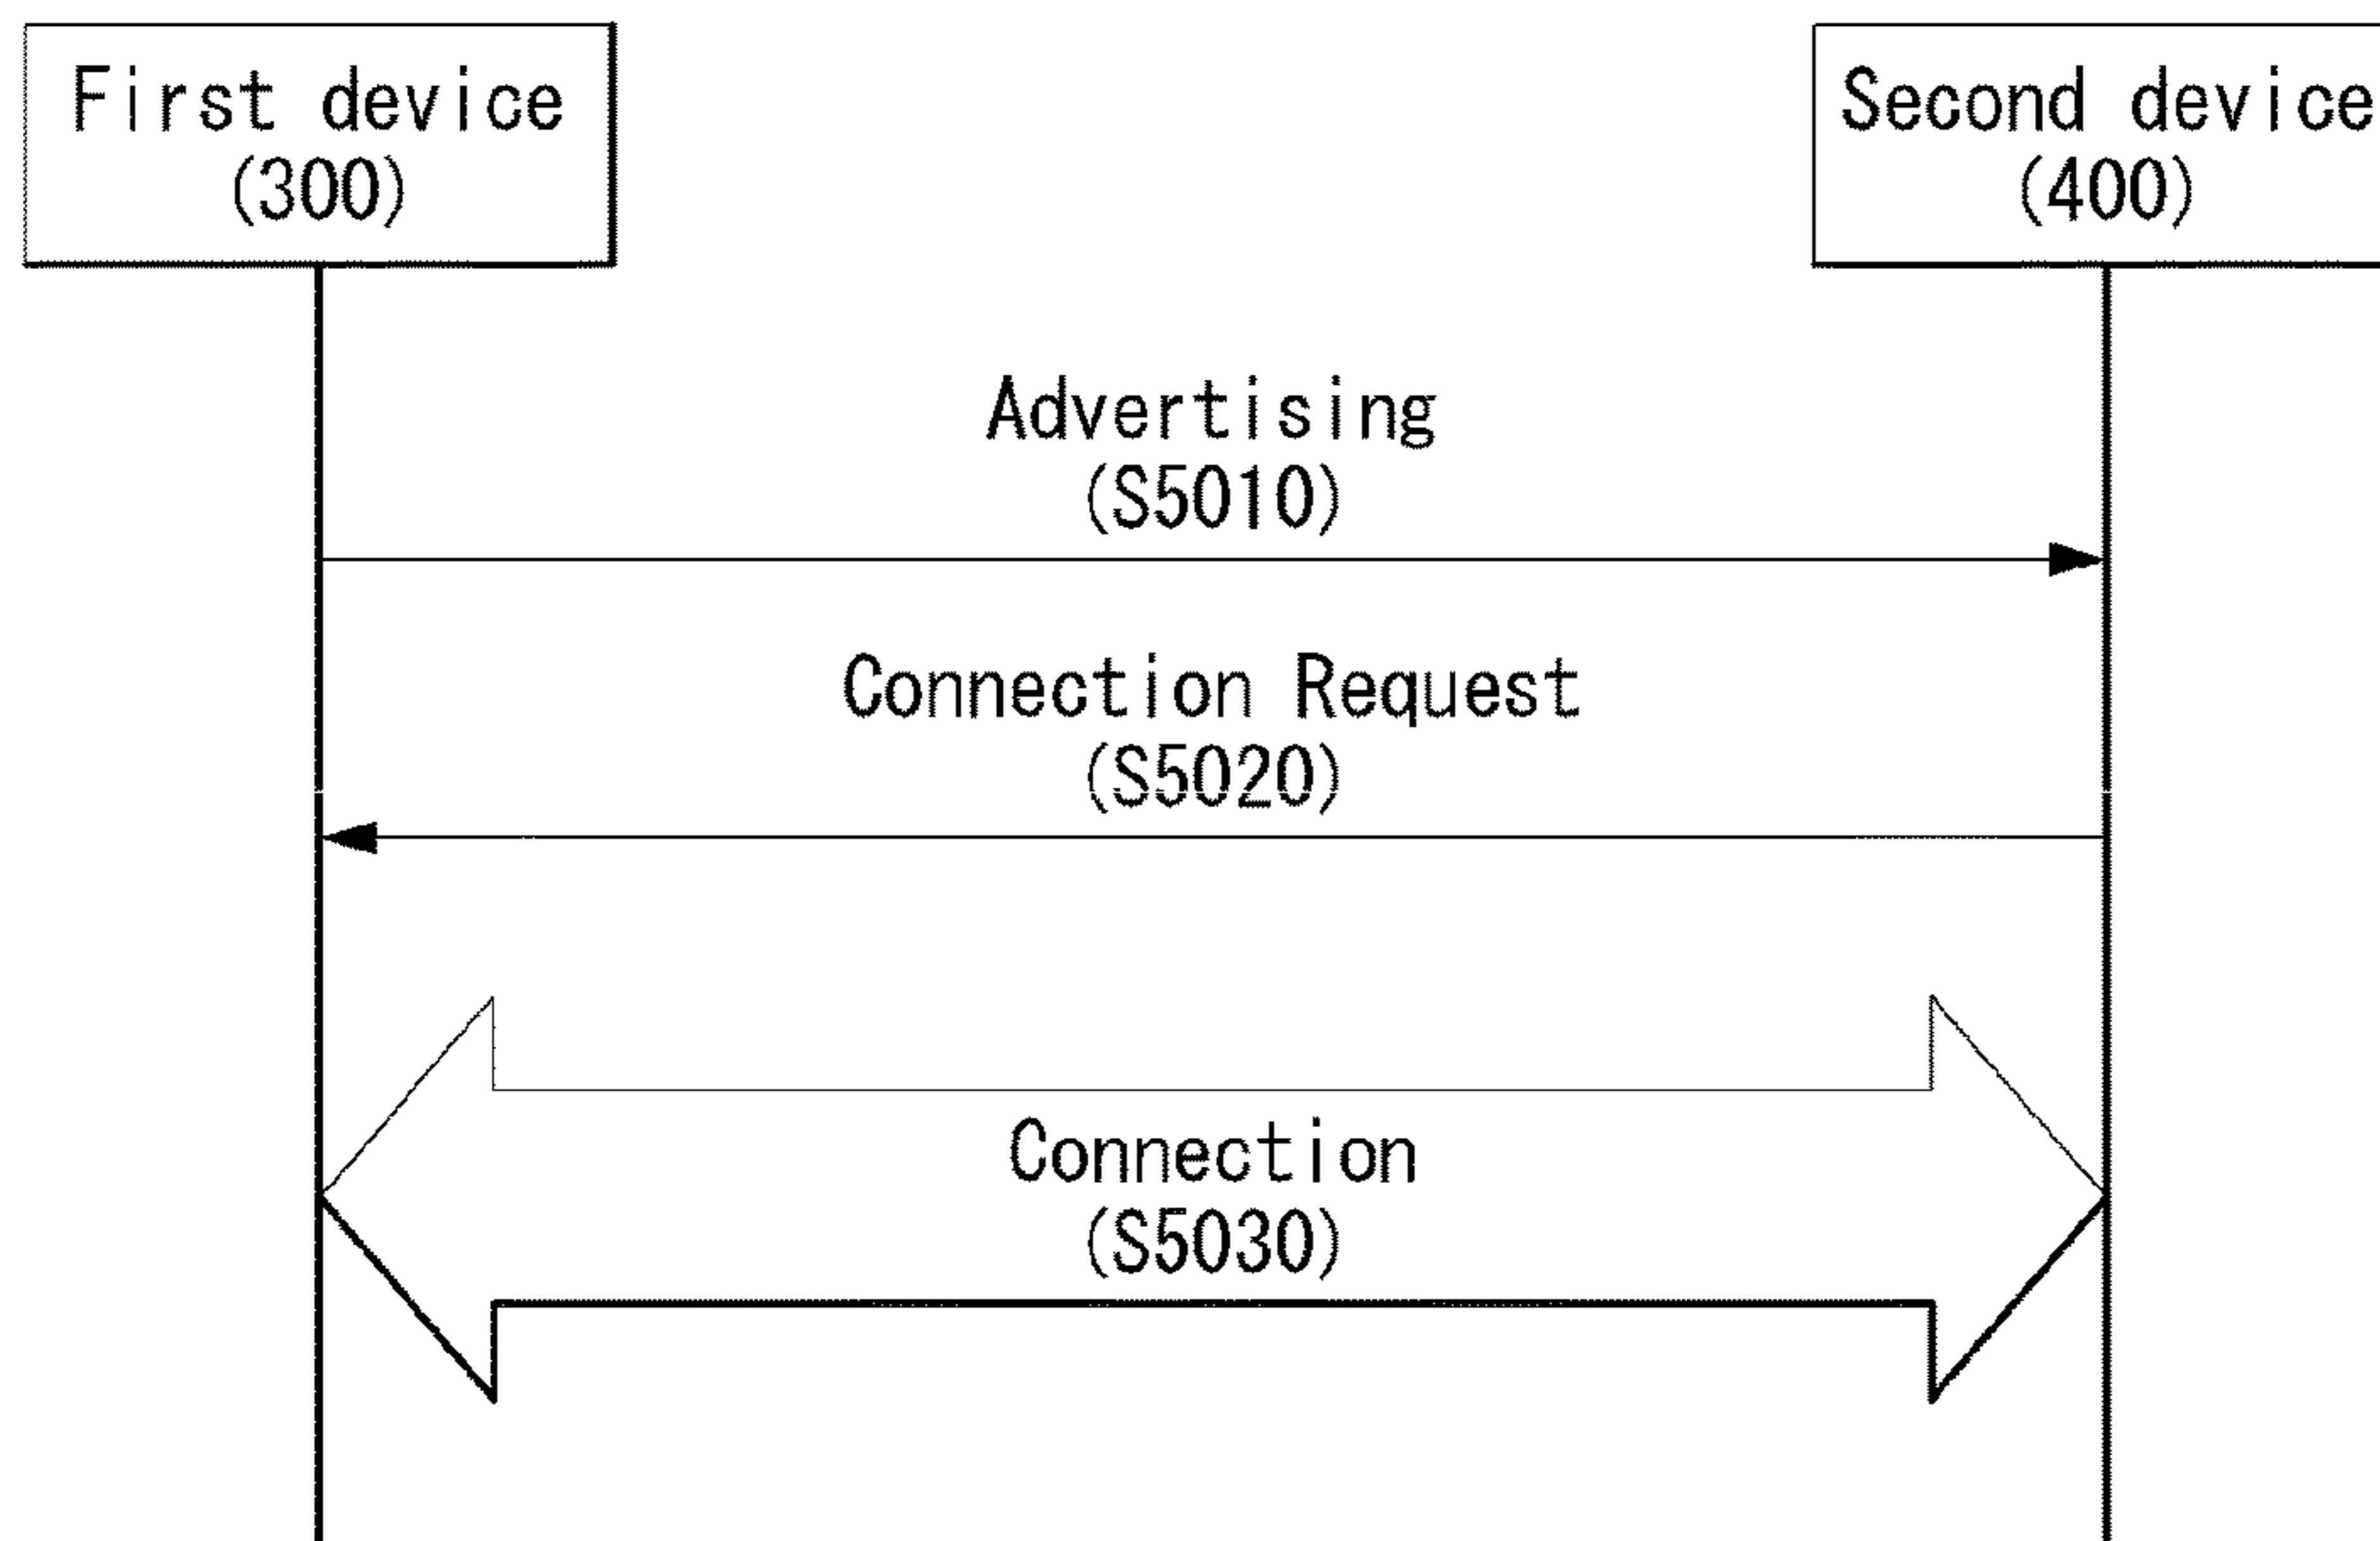 First device
(300)
Second device
(400)
Advertising
(S5010)
Connection Request
(S5020)
Connection
(S5030)